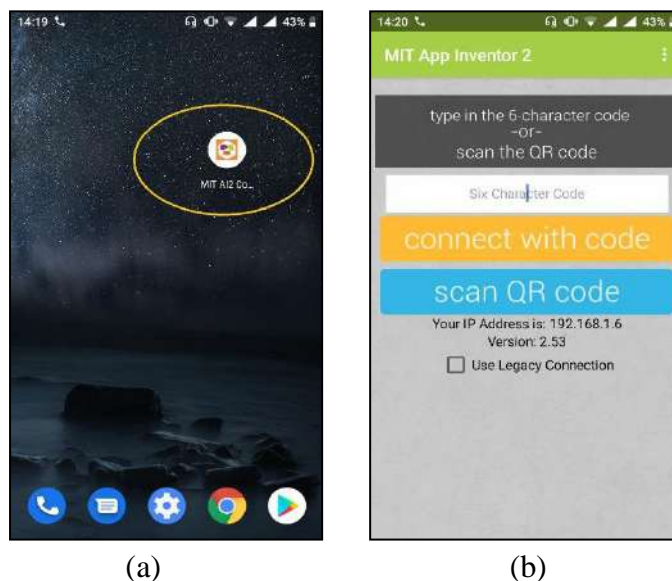 14:19 43%
MIT AI2 Co...
(a)
14:20 43%
MIT App Inventor 2
type in the 6-character code
-or-
scan the QR code
Six Character Code
connect with code
scan QR code
Your IP Address is: 192.168.1.6
Version: 2.53
Use Legacy Connection
(b)